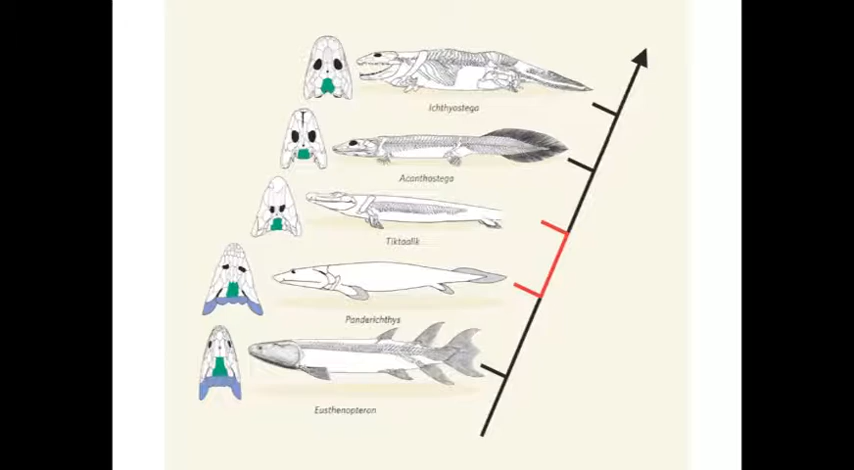 Ichthyostega
Acanthostega
Tiktaalik
Panderichthys
Eusthenopteron